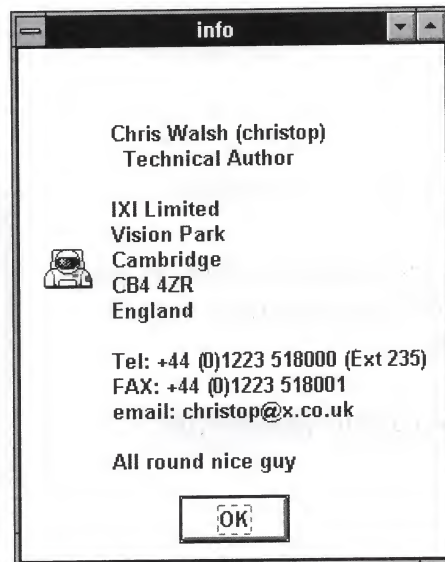 info
Chris Walsh (christop)
Technical Author
IXI Limited
Vision Park
Cambridge
CB4 4ZR
England
Tel: +44 (0)1223 518000 (Ext 235)
FAX: +44 (0)1223 518001
email: christop@x.co.uk
All round nice guy
OK